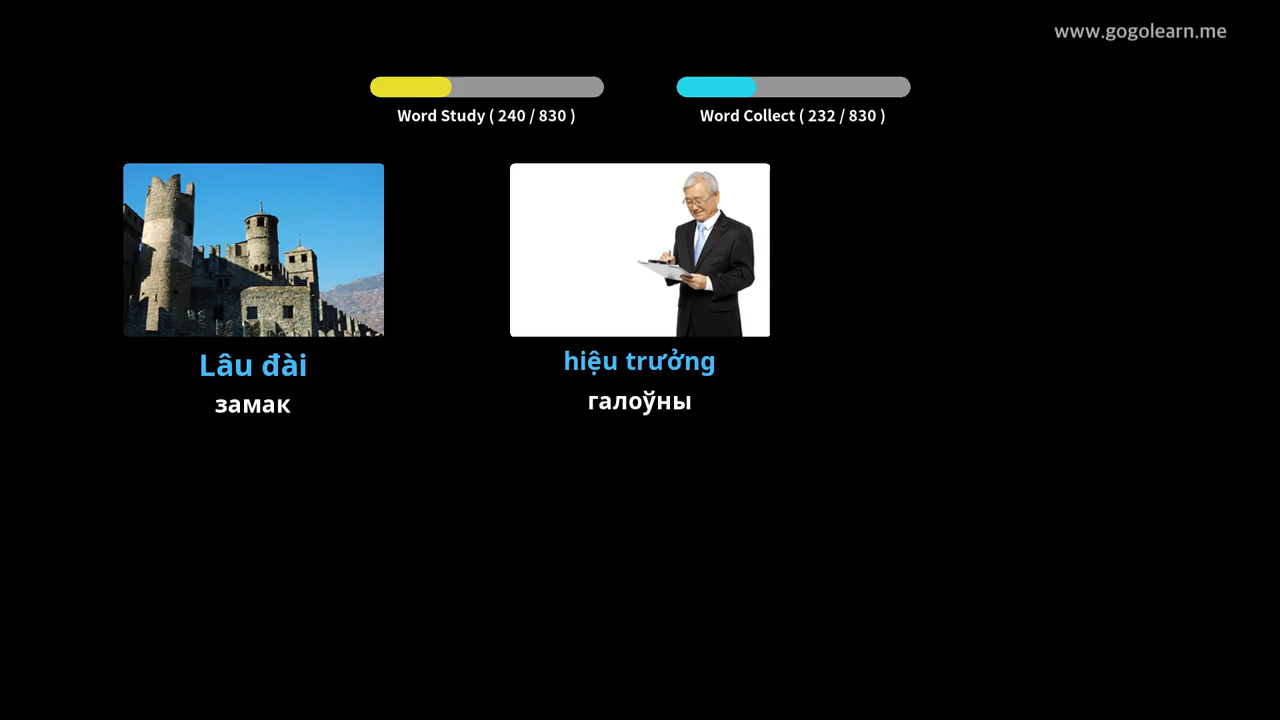 www.gogolearn.me
Word Study ( 240 / 830 )
Word Collect ( 232 / 830 )
Lâu đài
замак
hiệu trưởng
галоўны